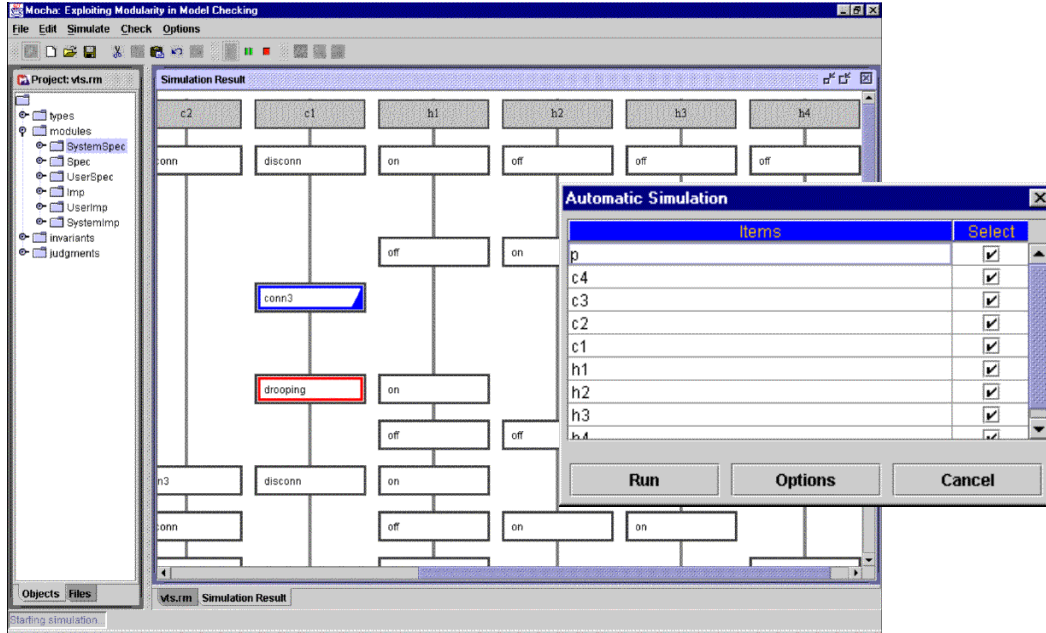 Mocha: Exploiting Modularity in Model Checking
File Edit Simulate Check Options
Project: vts.rm
types
modules
SystemSpec
Spec
UserSpec
Imp
UserImp
SystemImp
invariants
judgments
Objects Files
Simulation Result
c2 c1 h1 h2 h3 h4
conn disconn on off off off
off on
conn3
drooping on
off off
n3 disconn on
conn off on on
vts.rm Simulation Result
Starting simulation...
Automatic Simulation
Items Select
p
c4
c3
c2
c1
h1
h2
h3
h4
Run Options Cancel